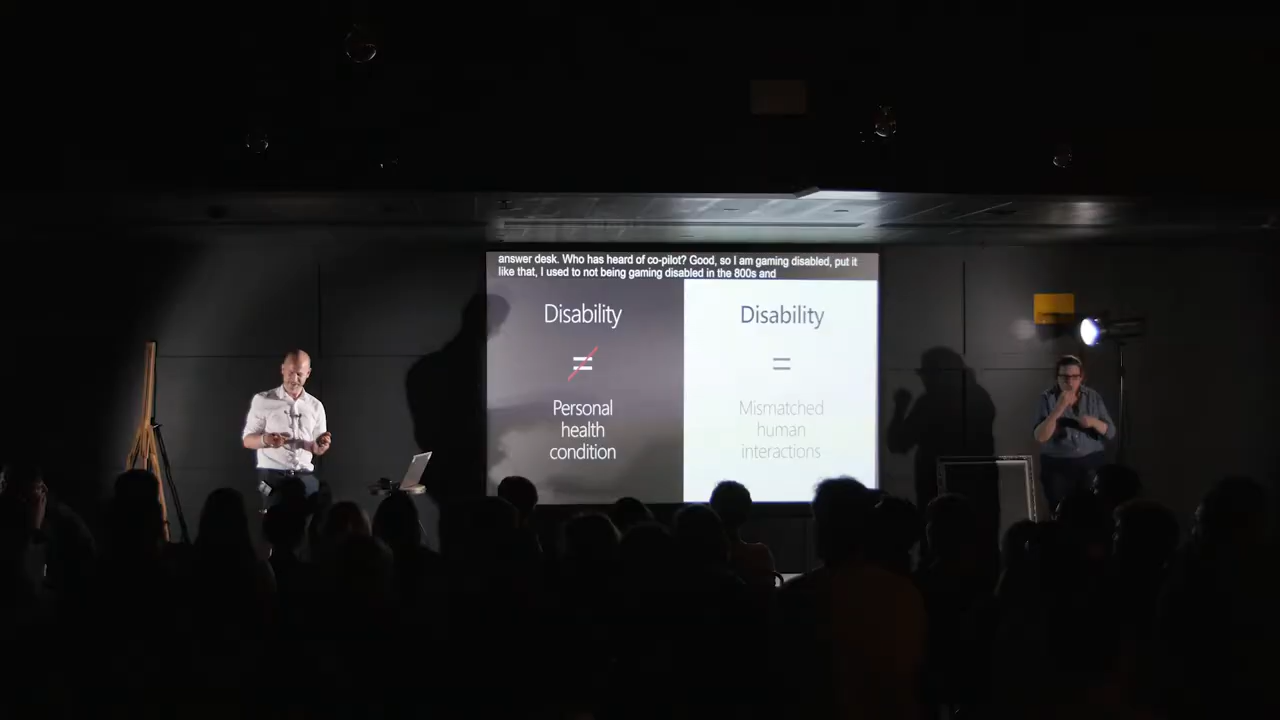 answer desk. Who has heard of co-pilot? Good, so I am gaming disabled, put it
like that, I used to not being gaming disabled in the 800s and
Disability
≠
Personal
health
condition
Disability
=
Mismatched
human
interactions